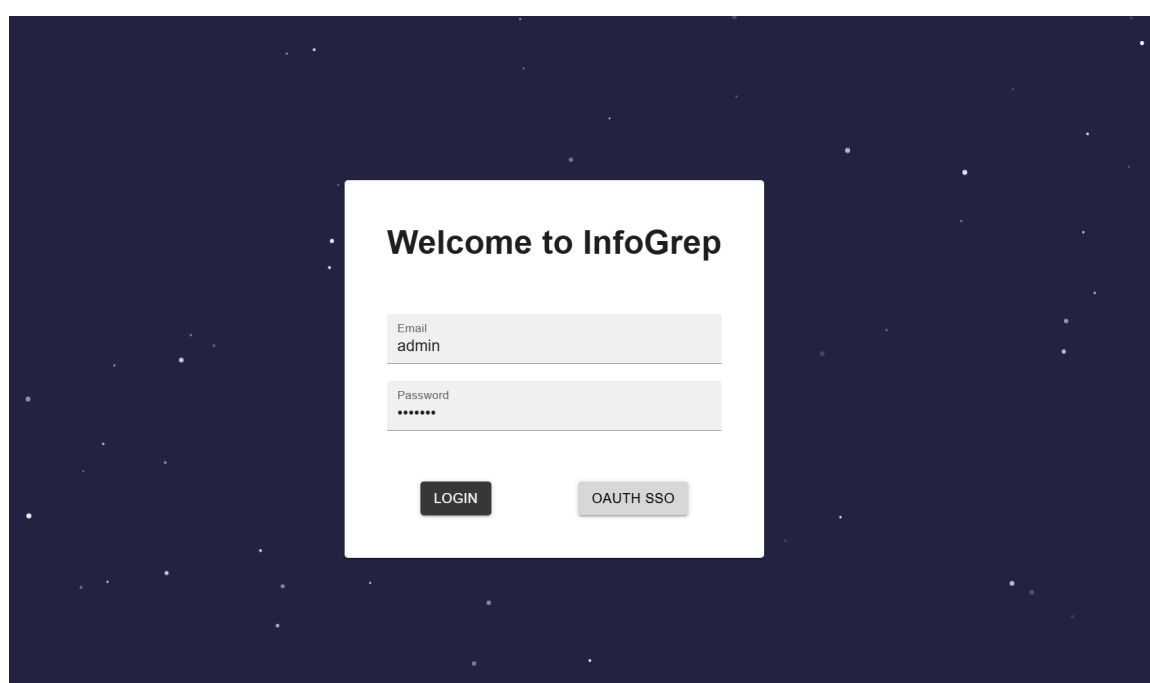 Welcome to InfoGrep
Email
admin
Password
•••••••
LOGIN
OAUTH SSO